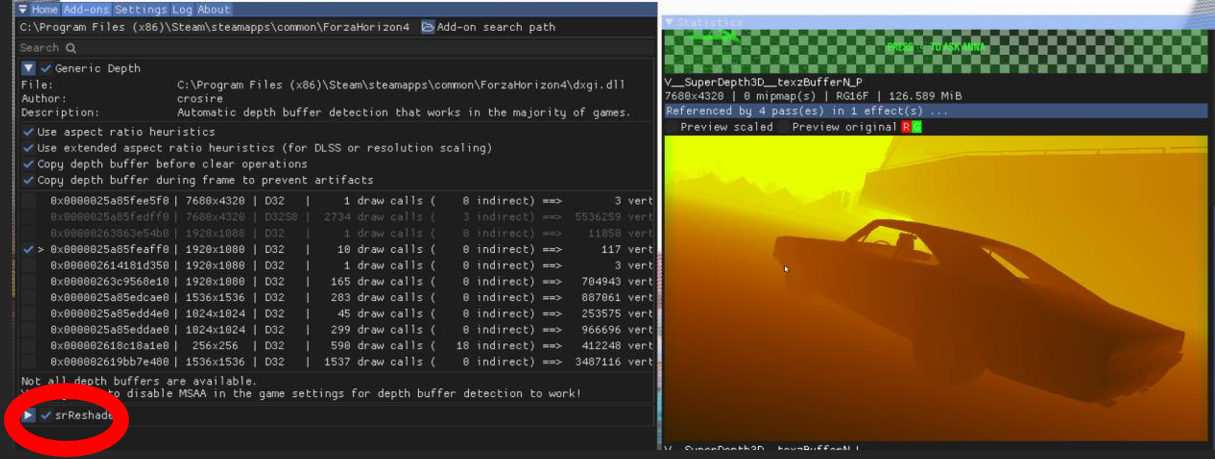 Home Add-ons Settings Log About
C:\Program Files (x86)\Steam\steamapps\common\ForzaHorizon4 Add-on search path
Search
Generic Depth
File: C:\Program Files (x86)\Steam\steamapps\common\ForzaHorizon4\dxgi.dll
Author: crosire
Description: Automatic depth buffer detection that works in the majority of games.
Use aspect ratio heuristics
Use extended aspect ratio heuristics (for DLSS or resolution scaling)
Copy depth buffer before clear operations
Copy depth buffer during frame to prevent artifacts
0x0000025a85fee5f0 | 7680x4320 | D32 | 1 draw calls ( 0 indirect) ==> 3 vert
0x0000025a85fedff0 | 7680x4320 | D32S8 | 2734 draw calls ( 3 indirect) ==> 5536259 vert
0x0000263863e54b0 | 1920x1088 | D32 | 1 draw calls ( 0 indirect) ==> 11850 vert
> 0x0000025a85feaff0 | 1920x1080 | D32 | 10 draw calls ( 0 indirect) ==> 117 vert
0x000002614181d350 | 1920x1080 | D32 | 1 draw calls ( 0 indirect) ==> 3 vert
0x0000263c9568e10 | 1920x1080 | D32 | 165 draw calls ( 0 indirect) ==> 704943 vert
0x0000025a85edcae0 | 1536x1536 | D32 | 283 draw calls ( 0 indirect) ==> 887061 vert
0x0000025a85edd4e0 | 1024x1024 | D32 | 45 draw calls ( 0 indirect) ==> 253575 vert
0x0000025a85eddae0 | 1024x1024 | D32 | 299 draw calls ( 0 indirect) ==> 966696 vert
0x000002618c18a1e0 | 256x256 | D32 | 590 draw calls ( 18 indirect) ==> 412248 vert
0x000002619bb7e480 | 1536x1536 | D32 | 1537 draw calls ( 0 indirect) ==> 3487116 vert
Not all depth buffers are available.
to disable MSAA in the game settings for depth buffer detection to work!
srReshade
Statistics
PRESS TO ASK ANNA
V__SuperDepth3D__texzBufferN_P
7680x4320 | 0 mipmap(s) | RG16F | 126.589 MiB
Referenced by 4 pass(es) in 1 effect(s) ...
Preview scaled Preview original R G
V__SuperDepth3D__texzBufferN_L